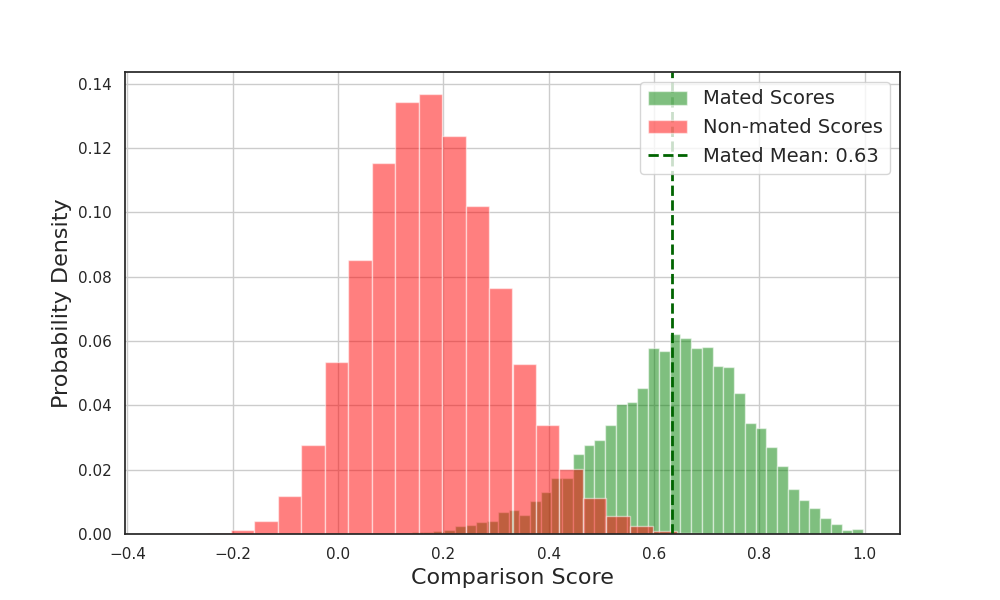 0.14
0.12
0.10
0.08
0.06
0.04
0.02
0.00
Probability Density
−0.4 −0.2 0.0 0.2 0.4 0.6 0.8 1.0
Comparison Score
Mated Scores
Non-mated Scores
Mated Mean: 0.63